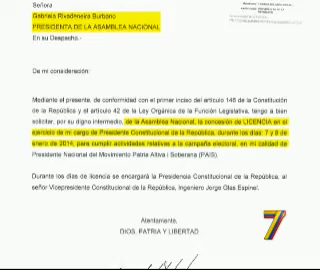 Señora
Gabriela Rivadeneira Burbano
PRESIDENTA DE LA ASAMBLEA NACIONAL
En su Despacho.-
De mi consideración:
Mediante el presente, de conformidad con el primer inciso del artículo 146 de la Constitución
de la República y el artículo 42 de la Ley Orgánica de la Función Legislativa, tengo a bien
solicitar, por su digno intermedio, de la Asamblea Nacional, la concesión de LICENCIA en el
ejercicio de mi cargo de Presidente Constitucional de la República, durante los días: 7 y 8 de
enero de 2014, para cumplir actividades relativas a la campaña electoral, en mi calidad de
Presidente Nacional del Movimiento Patria Altiva i Soberana (PAIS).
Durante los días de licencia se encargará la Presidencia Constitucional de la República, al
señor Vicepresidente Constitucional de la República, Ingeniero Jorge Glas Espinel.
Atentamente,
DIOS, PATRIA Y LIBERTAD
7